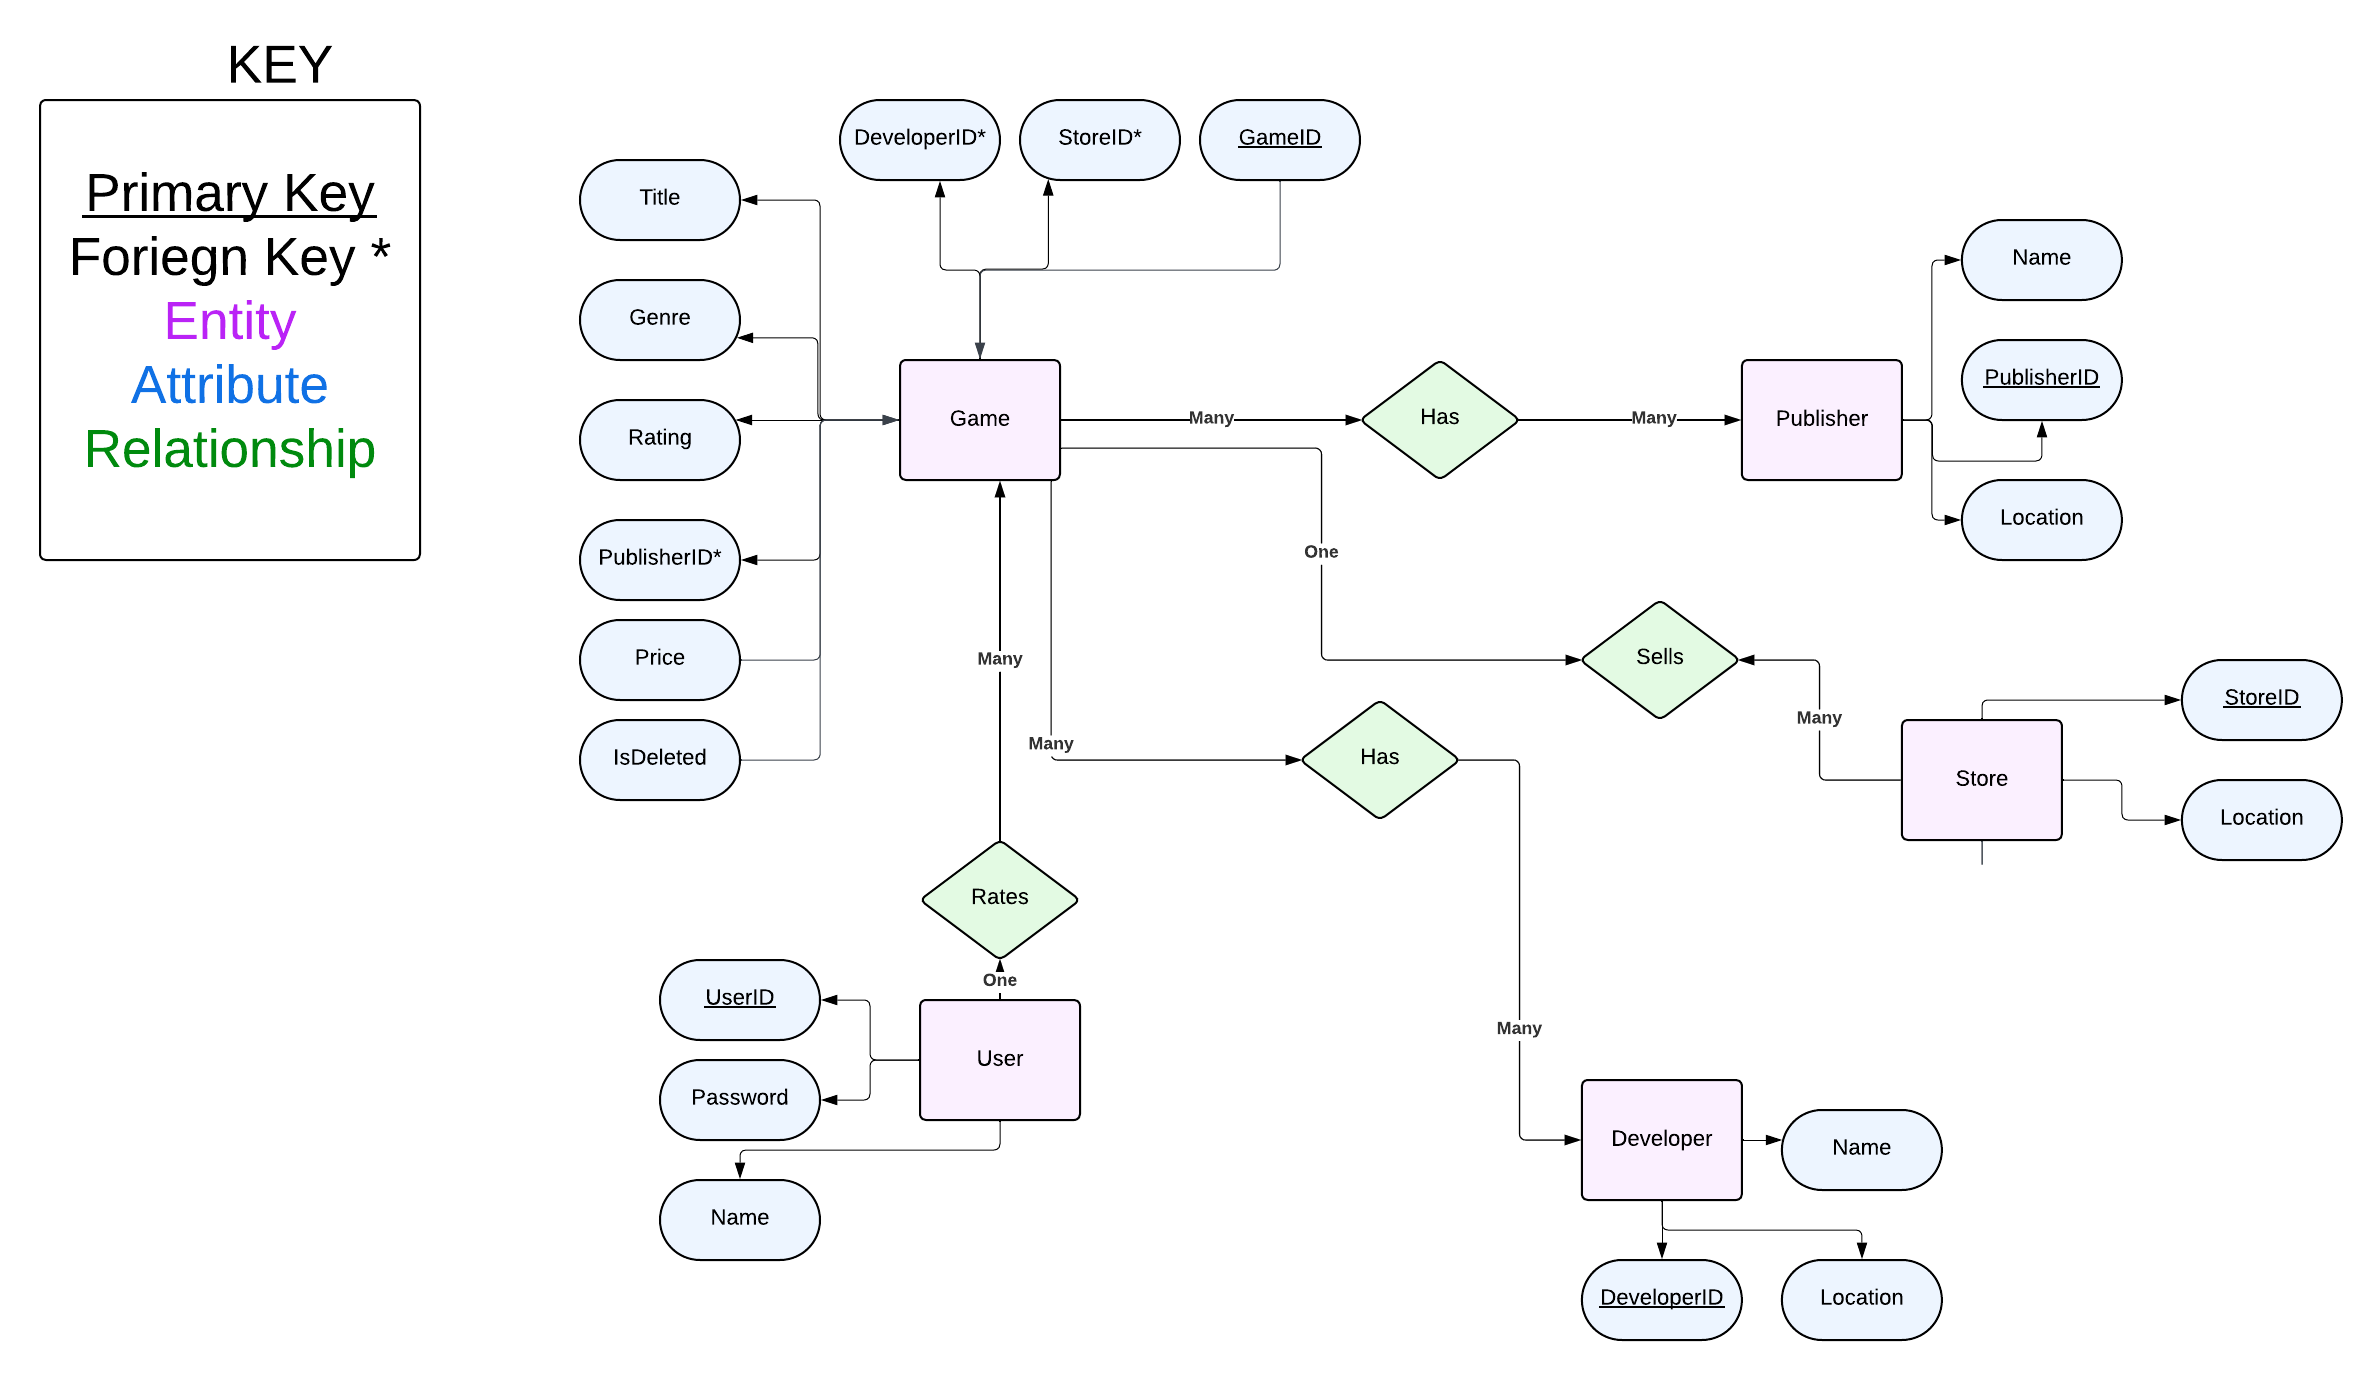 KEY
Primary Key
Foriegn Key *
Entity
Attribute
Relationship
DeveloperID*
StoreID*
GameID
Title
Genre
Rating
PublisherID*
Price
IsDeleted
Game
Many
Has
Many
Publisher
Name
PublisherID
Location
One
Many
Sells
Many
Store
StoreID
Location
Many
Has
Many
Rates
One
User
UserID
Password
Name
Developer
Name
DeveloperID
Location